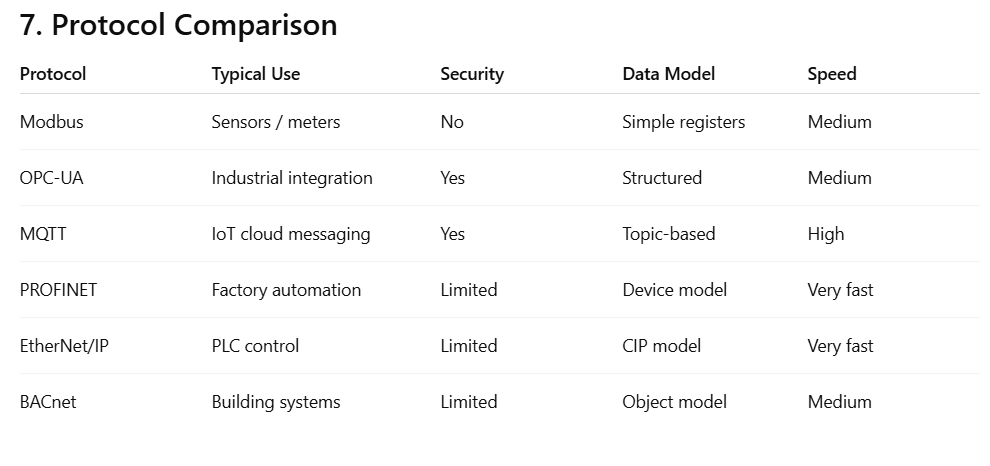 7. Protocol Comparison
Protocol Typical Use Security Data Model Speed
Modbus Sensors / meters No Simple registers Medium
OPC-UA Industrial integration Yes Structured Medium
MQTT IoT cloud messaging Yes Topic-based High
PROFINET Factory automation Limited Device model Very fast
EtherNet/IP PLC control Limited CIP model Very fast
BACnet Building systems Limited Object model Medium